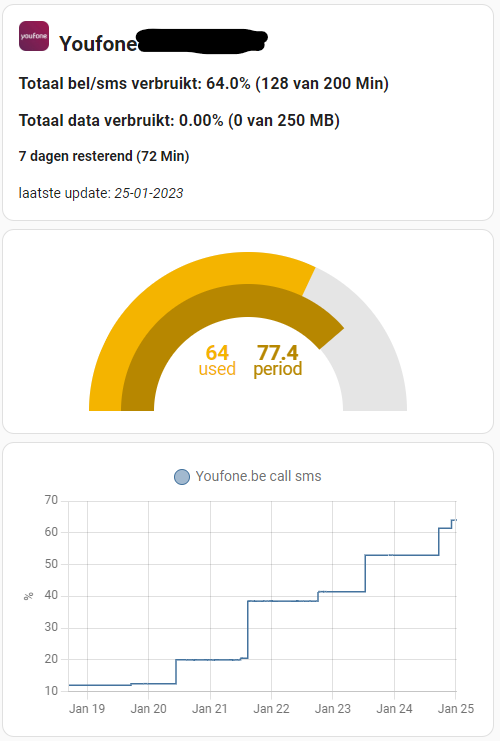 youfone
Youfone
Totaal bel/sms verbruikt: 64.0% (128 van 200 Min)
Totaal data verbruikt: 0.00% (0 van 250 MB)
7 dagen resterend (72 Min)
laatste update: 25-01-2023
64 77.4
used period
Youfone.be call sms
70
60
50
40
30
20
10
%
Jan 19 Jan 20 Jan 21 Jan 22 Jan 23 Jan 24 Jan 25